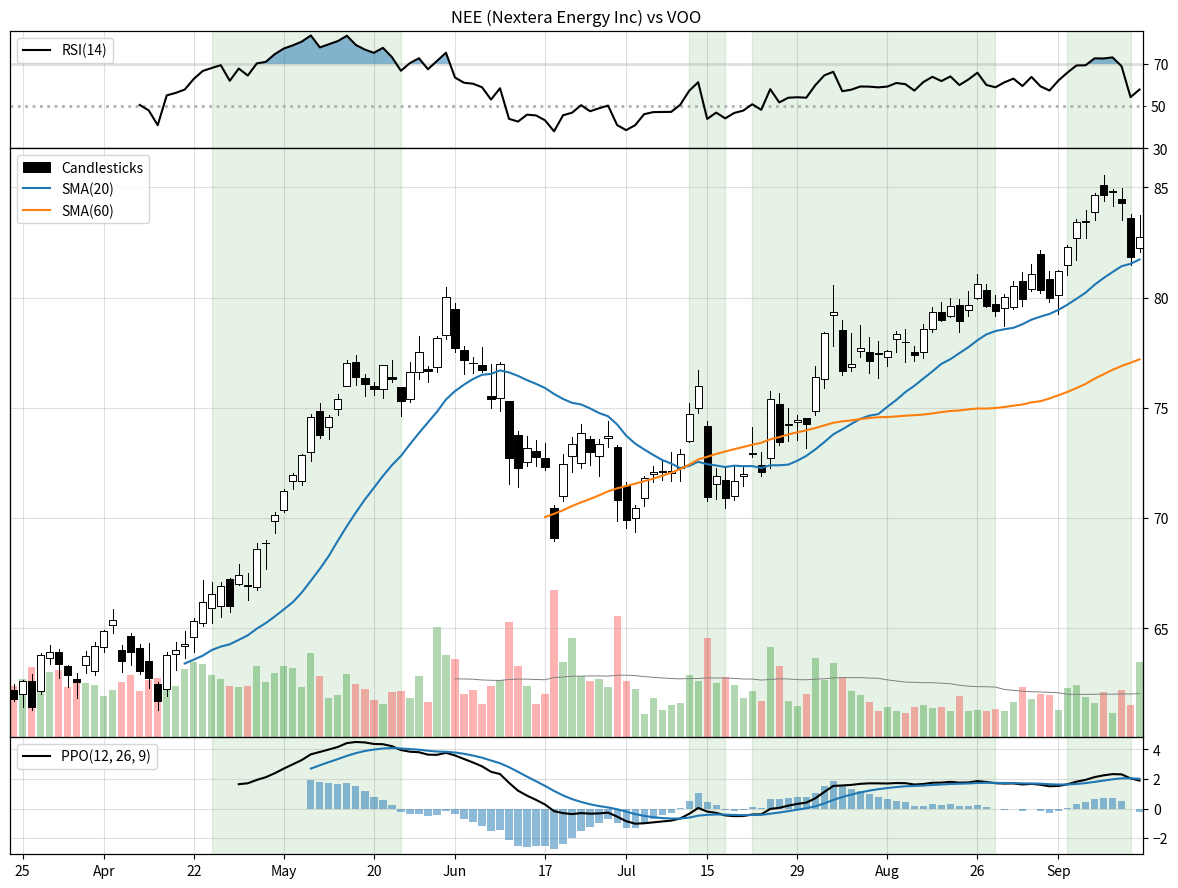 NEE (Nextera Energy Inc) vs VOO
RSI(14)
70
50
30
Candlesticks
SMA(20)
SMA(60)
85
80
75
70
65
PPO(12, 26, 9)
4
2
0
−2
25 Apr 22 May 20 Jun 17 Jul 15 29 Aug 26 Sep